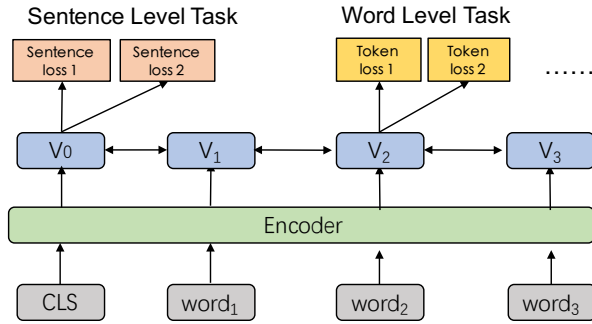 Sentence Level Task Word Level Task
Sentence loss 1
Sentence loss 2
Token loss 1
Token loss 2
......
V0 V₁ V₂ V₃
Encoder
CLS word₁ word₂ word₃